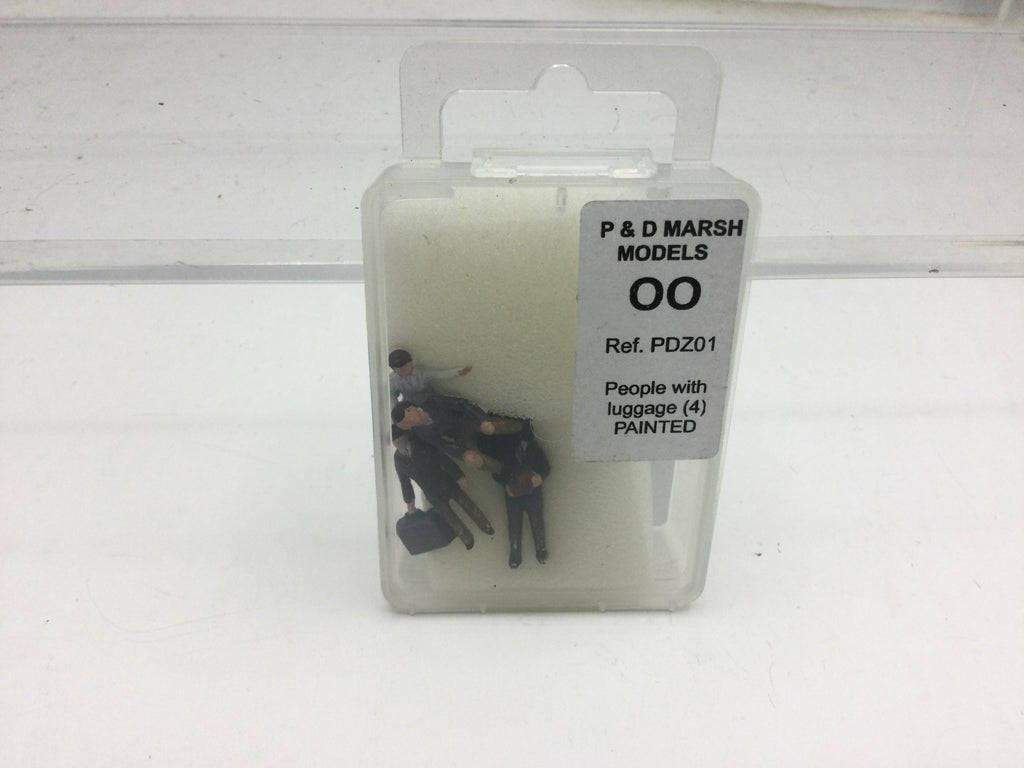 P & D MARSH
MODELS
OO
Ref. PDZ01
People with
luggage (4)
PAINTED